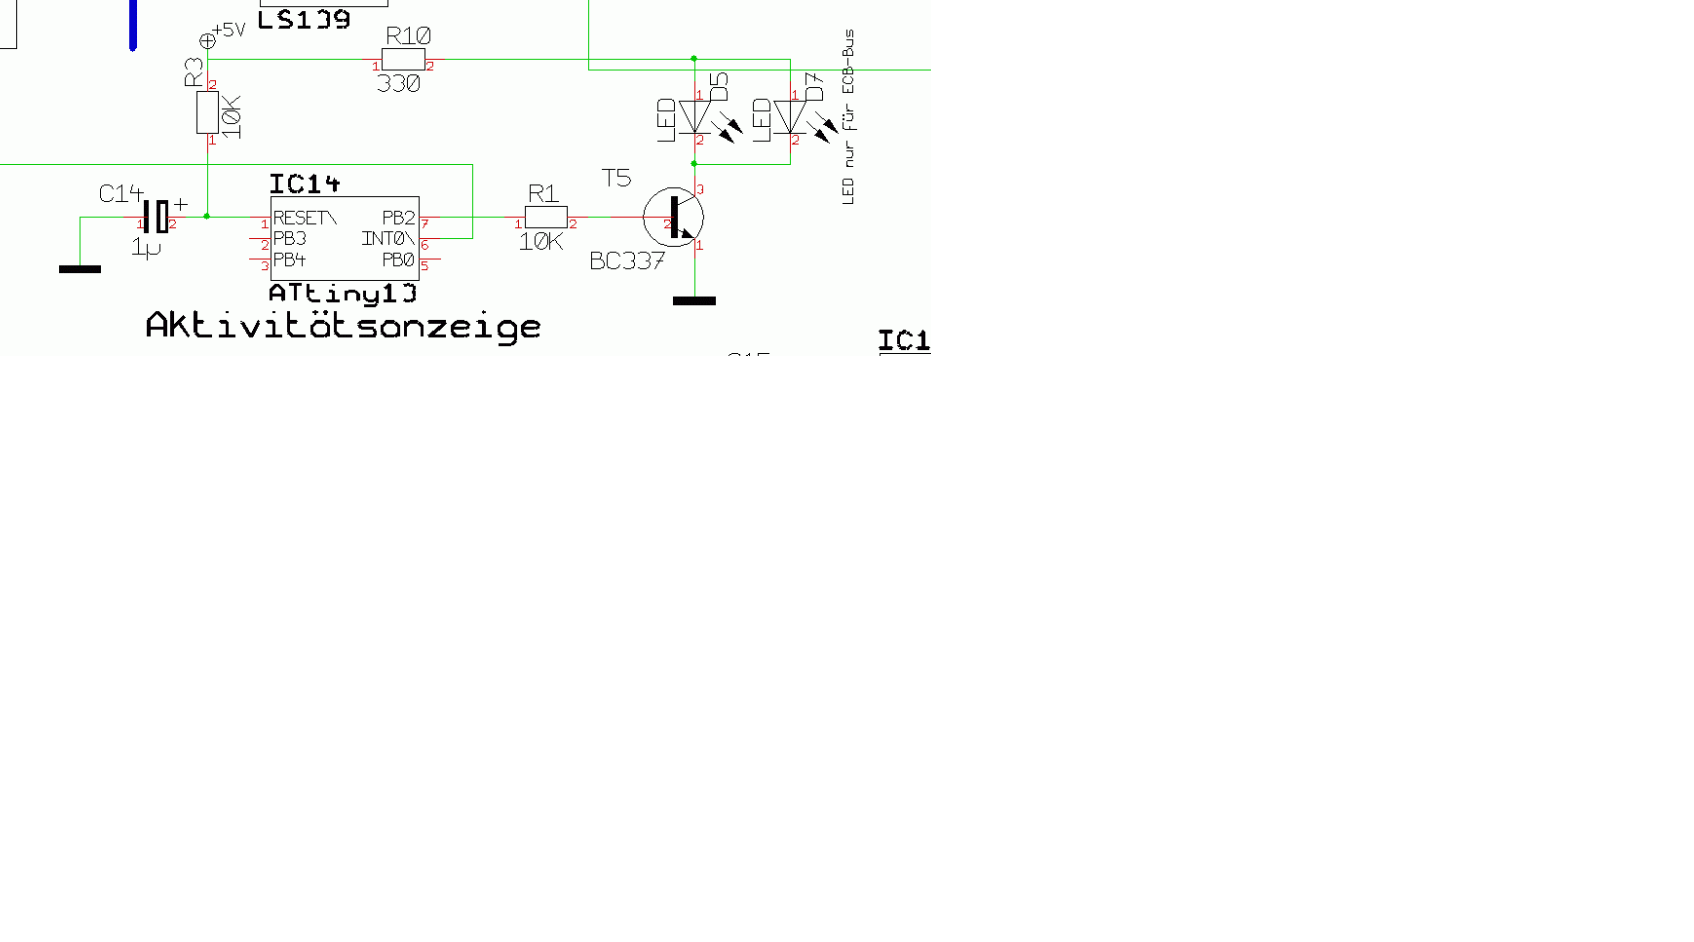 LS139
+5V
R10
1
2
330
R3
2
10K
1
D5
1
LED
2
D7
1
LED
2
LED nur für ECB-Bus
C14
+
1
2
1µ
IC14
1
RESET\
PB2
7
2
PB3
INT0\
6
3
PB4
PB0
5
ATtiny13
R1
1
2
10K
T5
3
2
1
BC337
AKtivitätsanzeige
IC1